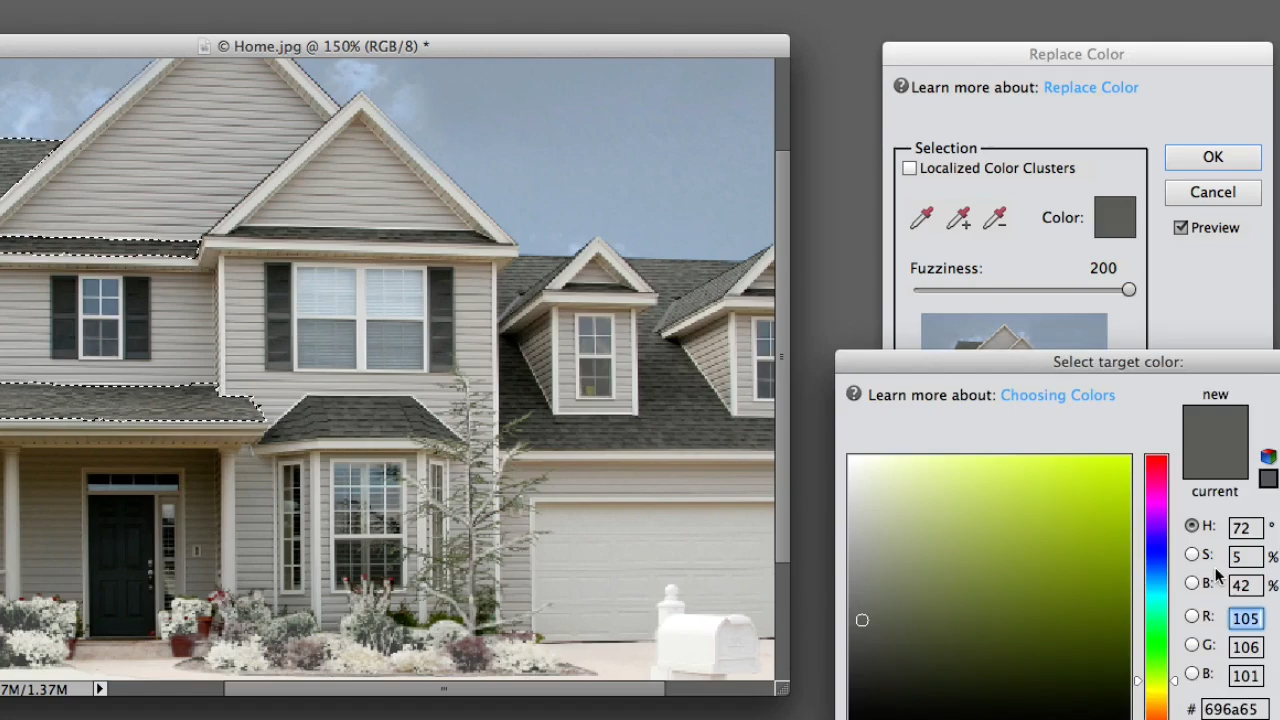 © Home.jpg @ 150% (RGB/8) *
7M/1.37M
Replace Color
Learn more about: Replace Color
Selection
Localized Color Clusters
Color:
Fuzziness: 200
OK
Cancel
Preview
Select target color:
Learn more about: Choosing Colors
new
current
H: 72 °
S: 5 %
B: 42 %
R: 105
G: 106
B: 101
# 696a65